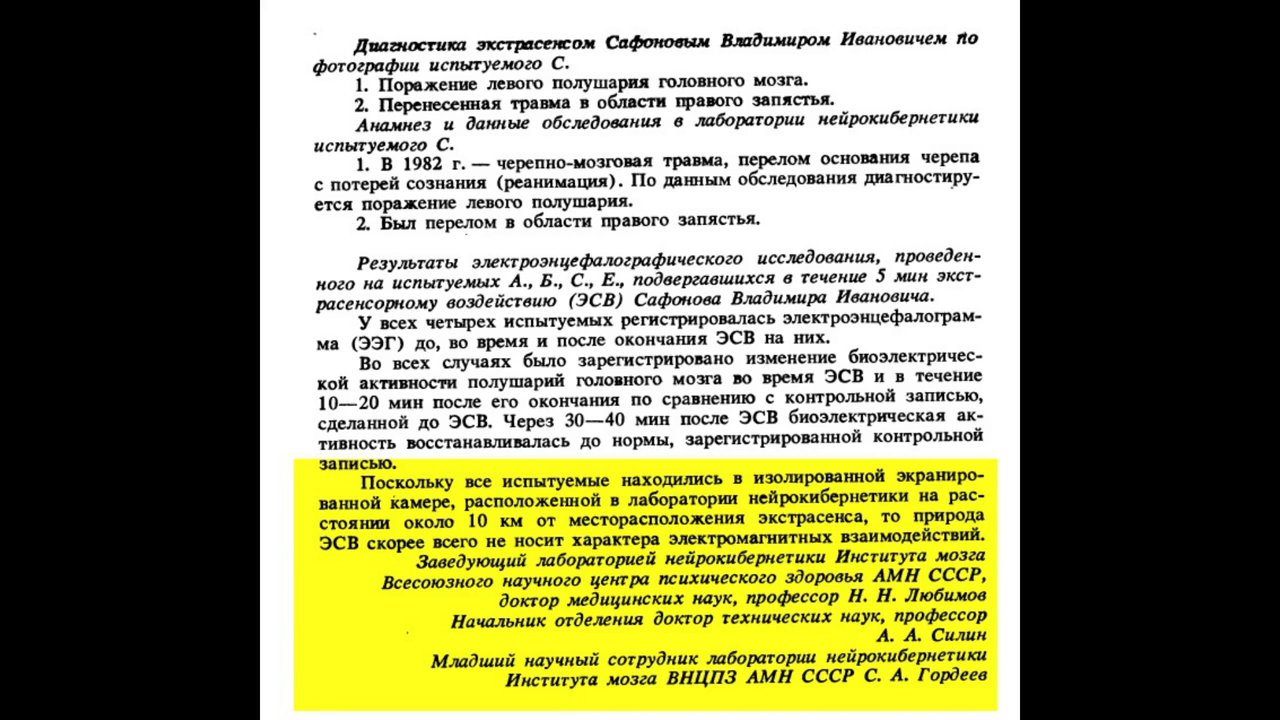 Диагностика экстрасенсом Сафоновым Владимиром Ивановичем по
фотографии испытуемого С.
1. Поражение левого полушария головного мозга.
2. Перенесенная травма в области правого запястья.
Анамнез и данные обследования в лаборатории нейрокибернетики
испытуемого С.
1. В 1982 г. — черепно-мозговая травма, перелом основания черепа
с потерей сознания (реанимация). По данным обследования диагностиру-
ется поражение левого полушария.
2. Был перелом в области правого запястья.
Результаты электроэнцефалографического исследования, проведен-
ного на испытуемых А., Б., С., Е., подвергавшихся в течение 5 мин экст-
расенсорному воздействию (ЭСВ) Сафонова Владимира Ивановича.
У всех четырех испытуемых регистрировалась электроэнцефалограм-
ма (ЭЭГ) до, во время и после окончания ЭСВ на них.
Во всех случаях было зарегистрировано изменение биоэлектричес-
кой активности полушарий головного мозга во время ЭСВ и в течение
10—20 мин после его окончания по сравнению с контрольной записью,
сделанной до ЭСВ. Через 30—40 мин после ЭСВ биоэлектрическая ак-
тивность восстанавливалась до нормы, зарегистрированной контрольной
записью.
Поскольку все испытуемые находились в изолированной экраниро-
ванной камере, расположенной в лаборатории нейрокибернетики на рас-
стоянии около 10 км от месторасположения экстрасенса, то природа
ЭСВ скорее всего не носит характера электромагнитных взаимодействий.
Заведующий лабораторией нейрокибернетики Института мозга
Всесоюзного научного центра психического здоровья АМН СССР,
доктор медицинских наук, профессор Н. Н. Любимов
Начальник отделения доктор технических наук, профессор
А. А. Силин
Младший научный сотрудник лаборатории нейрокибернетики
Института мозга ВНЦПЗ АМН СССР С. А. Гордеев